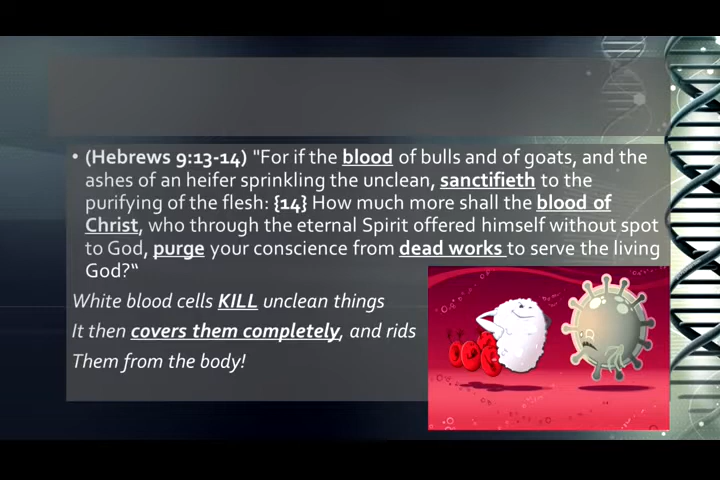 • (Hebrews 9:13-14) "For if the blood of bulls and of goats, and the
ashes of an heifer sprinkling the unclean, sanctifieth to the
purifying of the flesh: {14} How much more shall the blood of
Christ, who through the eternal Spirit offered himself without spot
to God, purge your conscience from dead works to serve the living
God?“
White blood cells KILL unclean things
It then covers them completely, and rids
Them from the body!